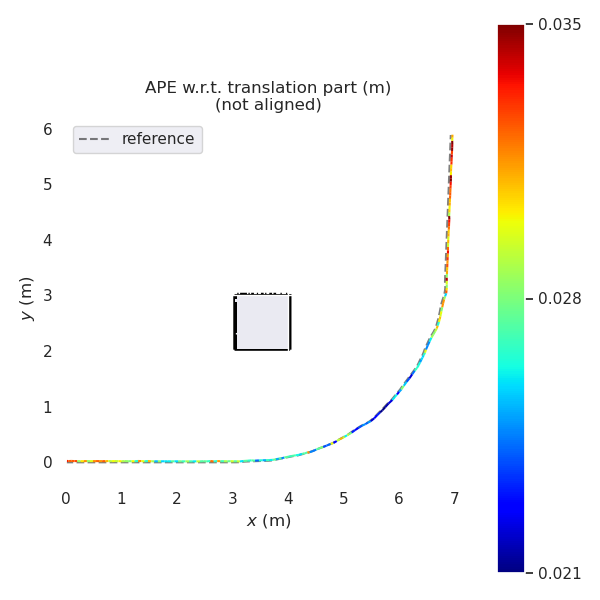 APE w.r.t. translation part (m)
(not aligned)
reference
0.035
0.028
0.021
6
5
4
3
2
1
0
y (m)
0 1 2 3 4 5 6 7
x (m)